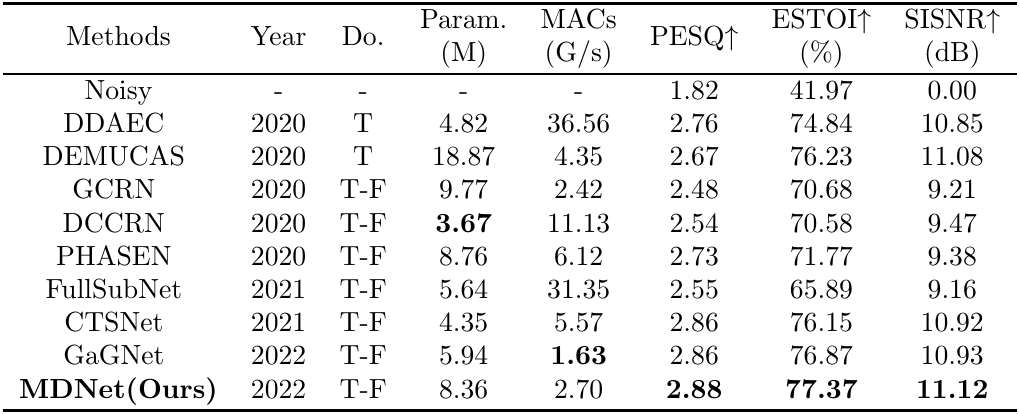 Methods Year Do. Param. (M) MACs (G/s) PESQ↑ ESTOI↑ (%) SISNR↑ (dB)
Noisy - - - - 1.82 41.97 0.00
DDAEC 2020 T 4.82 36.56 2.76 74.84 10.85
DEMUCAS 2020 T 18.87 4.35 2.67 76.23 11.08
GCRN 2020 T-F 9.77 2.42 2.48 70.68 9.21
DCCRN 2020 T-F 3.67 11.13 2.54 70.58 9.47
PHASEN 2020 T-F 8.76 6.12 2.73 71.77 9.38
FullSubNet 2021 T-F 5.64 31.35 2.55 65.89 9.16
CTSNet 2021 T-F 4.35 5.57 2.86 76.15 10.92
GaGNet 2022 T-F 5.94 1.63 2.86 76.87 10.93
MDNet(Ours) 2022 T-F 8.36 2.70 2.88 77.37 11.12